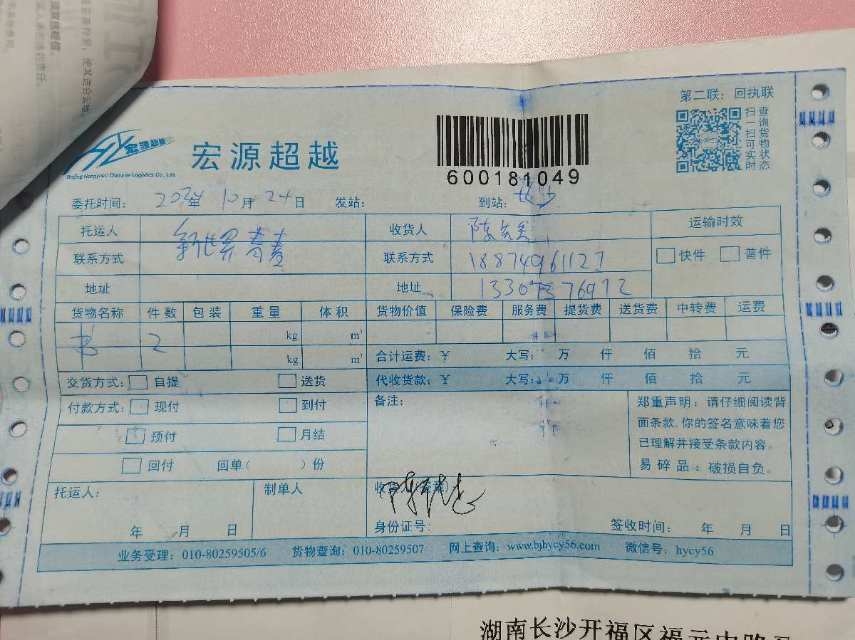 第二联：回执联
宏源超越
600181049
扫一扫 查询货物状态 可实时
委托时间： 10月24日 发站： 到站：长沙
托运人 新世界青青 收货人 陈 运输时效
联系方式 联系方式 18874961127 快件 普件
地址 地址
货物名称 件数 包装 重量 体积 货物价值 保险费 服务费 提货费 送货费 中转费 运费
书 2 kg m³
kg m³ 合计运费：￥ 大写： 万 仟 佰 拾 元
交货方式： 自提 送货 代收货款：￥ 大写： 万 仟 佰 拾 元
付款方式： 现付 到付 备注： 郑重声明：请仔细阅读背
面条款，你的签名意味着您
预付 月结 已理解并接受条款内容。
回付 回单（ ）份 易碎品：破损自负。
托运人： 制单人
年 月 日 身份证号： 签收时间： 年 月 日
业务受理：010-80259505/6 货物查询：010-80259507 网上查询：www.bjhycy56.com 微信号：hycy56
湖南长沙开福区福元中路